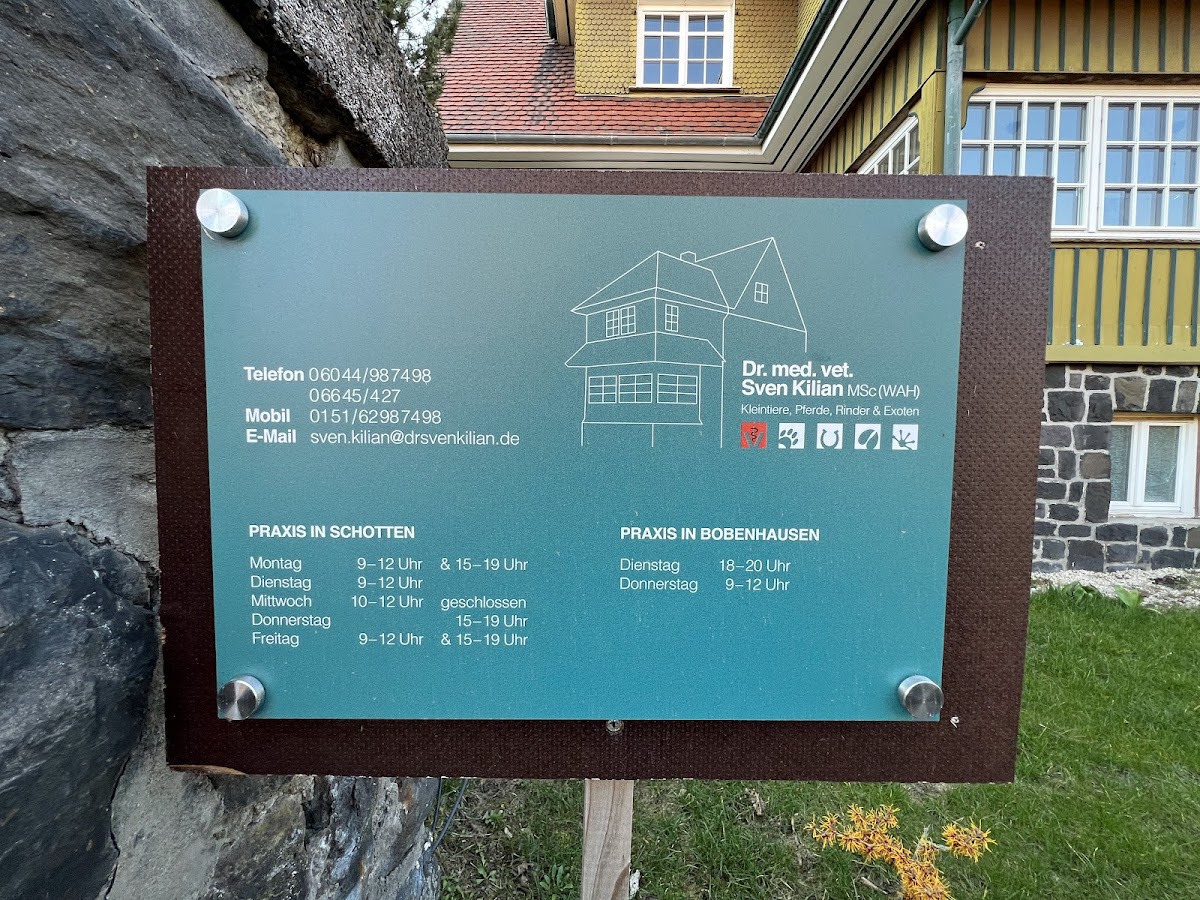 Telefon 06044/987498
06645/427
Mobil 0151/62987498
E-Mail sven.kilian@drsvenkilian.de
Dr. med. vet.
Sven Kilian MSc (WAH)
Kleintiere, Pferde, Rinder & Exoten
PRAXIS IN SCHOTTEN
Montag 9–12 Uhr & 15–19 Uhr
Dienstag 9–12 Uhr
Mittwoch 10–12 Uhr geschlossen
Donnerstag 15–19 Uhr
Freitag 9–12 Uhr & 15–19 Uhr
PRAXIS IN BOBENHAUSEN
Dienstag 18–20 Uhr
Donnerstag 9–12 Uhr